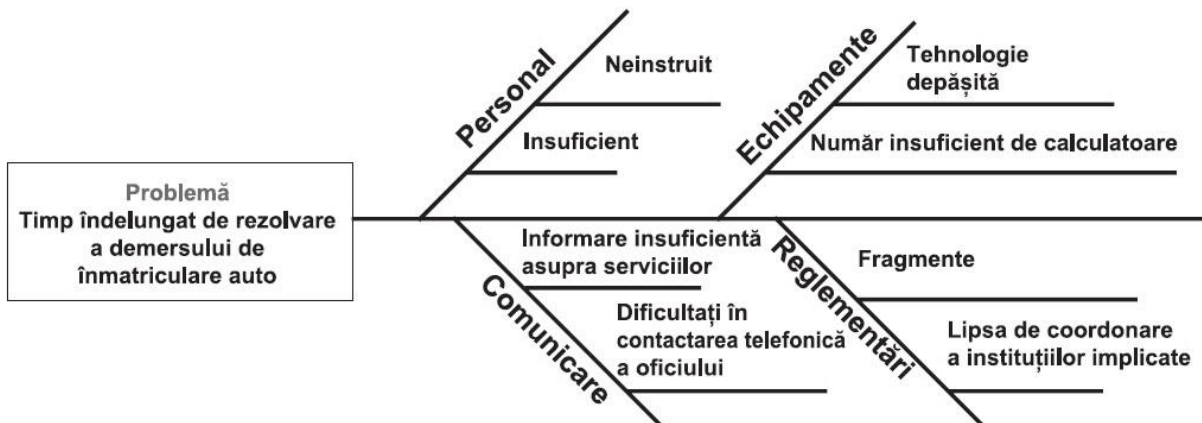 Problemă
Timp îndelungat de rezolvare
a demersului de
înmatriculare auto
Personal
Neinstruit
Insuficient
Echipamente
Tehnologie
depășită
Număr insuficient de calculatoare
Comunicare
Informare insuficientă
asupra serviciilor
Dificultați în
contactarea telefonică
a oficiului
Reglementări
Fragmente
Lipsa de coordonare
a instituțiilor implicate